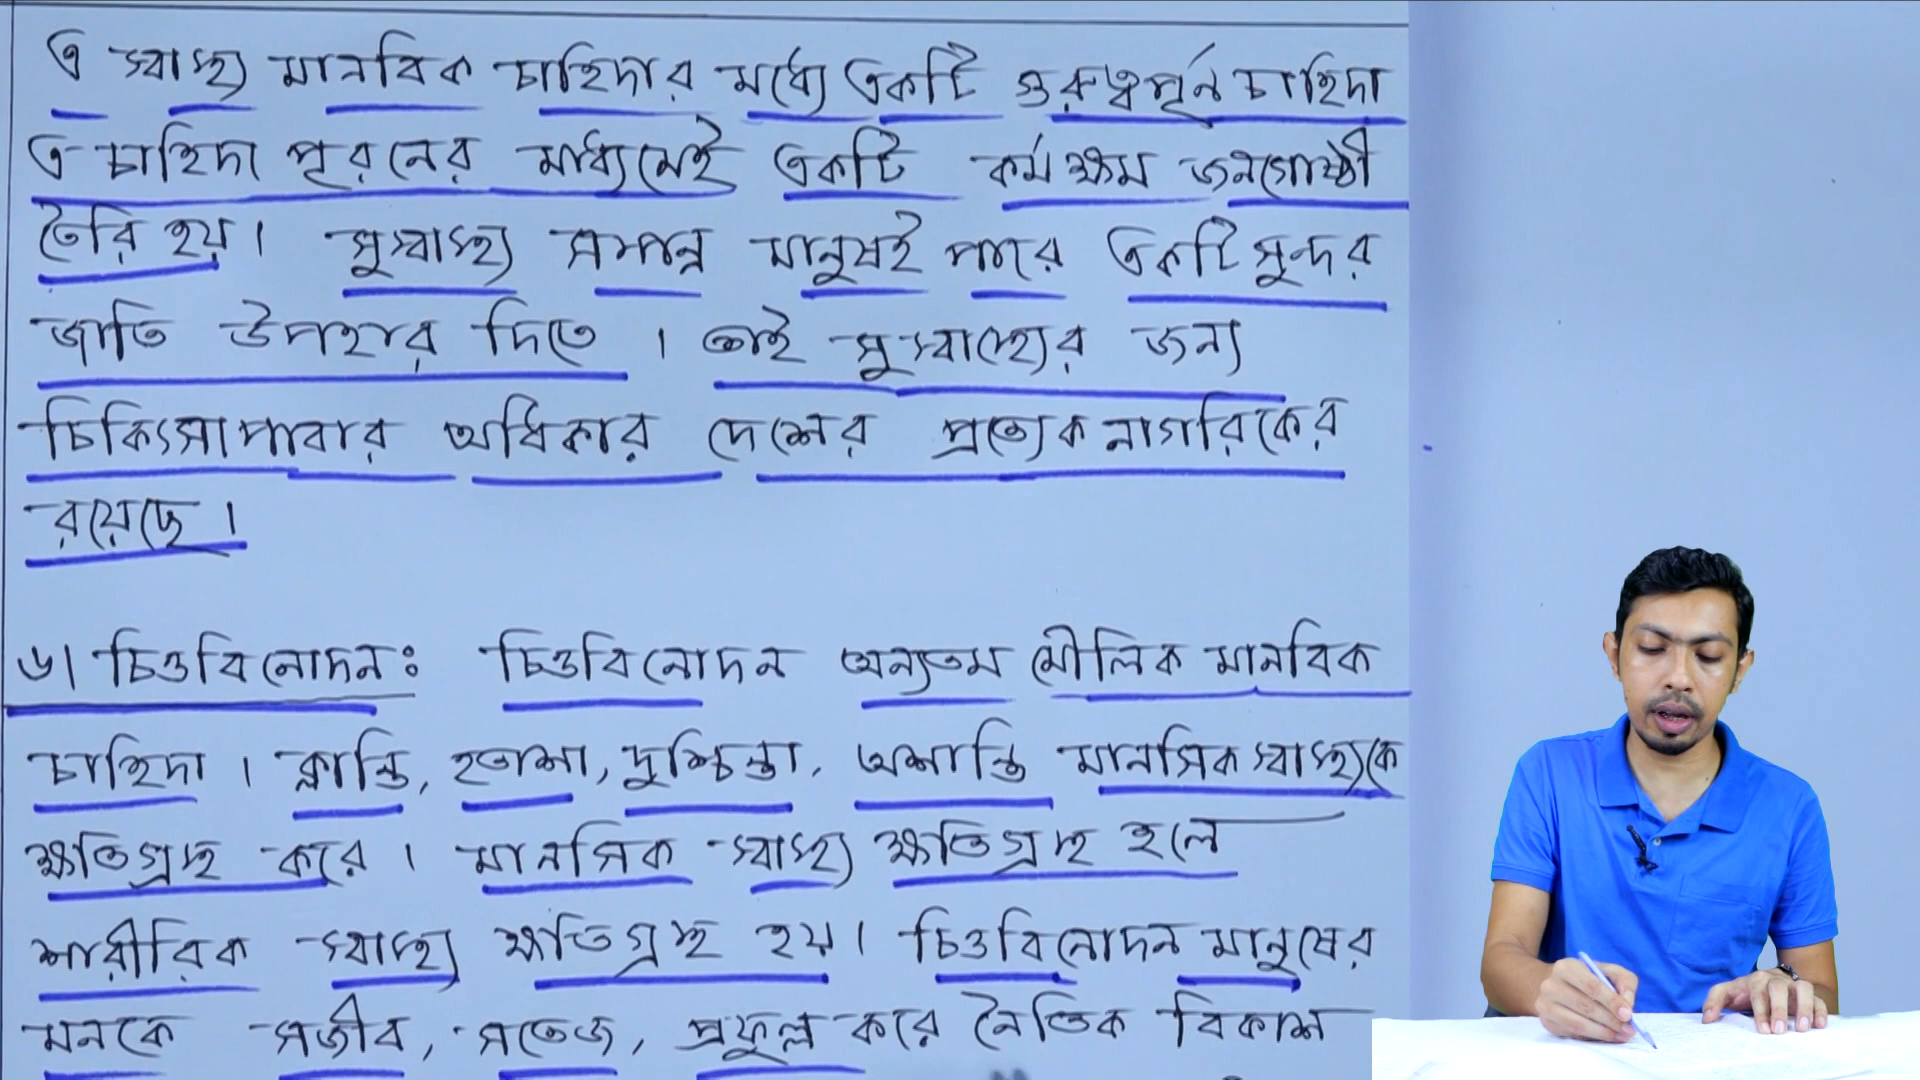 এ স্বাস্থ্য মানবিক চাহিদার মধ্যে একটি গুরুত্বপূর্ন চাহিদা
এ চাহিদা পূরনের মাধ্যমেই একটি কর্মক্ষম জনগোষ্ঠী
তৈরি হয়। সুস্বাস্থ্য সম্পন্ন মানুষই পারে একটি সুন্দর
জাতি উপহার দিতে। তাই সুস্বাস্থ্যের জন্য
চিকিৎসা পাবার অধিকার দেশের প্রত্যেক নাগরিকের
রয়েছে।
৬। চিত্তবিনোদনঃ চিত্তবিনোদন অন্যতম মৌলিক মানবিক
চাহিদা। ক্লান্তি, হতাশা, দুশ্চিন্তা, অশান্তি মানসিক স্বাস্থ্যকে
ক্ষতিগ্রস্থ করে। মানসিক স্বাস্থ্য ক্ষতিগ্রস্থ হলে
শারীরিক স্বাস্থ্য ক্ষতিগ্রস্থ হয়। চিত্তবিনোদন মানুষের
মনকে সজীব, সতেজ, প্রফুল্ল করে নৈতিক বিকাশ